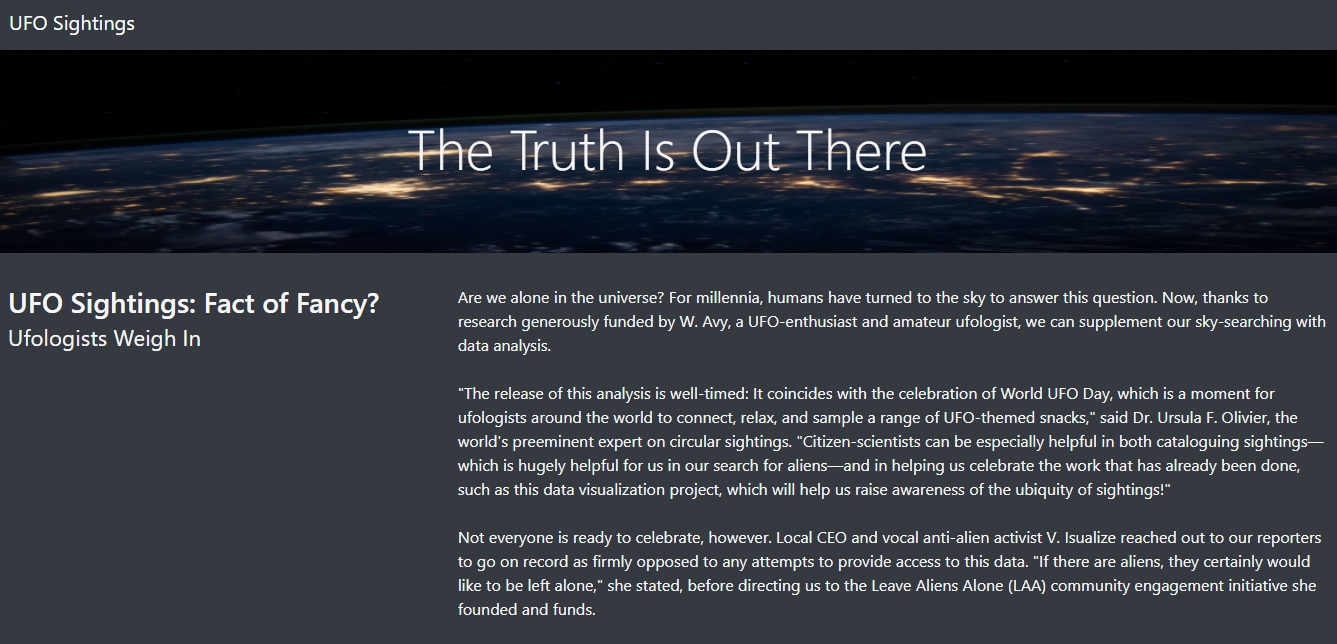 UFO Sightings
The Truth Is Out There
UFO Sightings: Fact of Fancy?
Ufologists Weigh In
Are we alone in the universe? For millennia, humans have turned to the sky to answer this question. Now, thanks to
research generously funded by W. Avy, a UFO-enthusiast and amateur ufologist, we can supplement our sky-searching with
data analysis.
"The release of this analysis is well-timed: It coincides with the celebration of World UFO Day, which is a moment for
ufologists around the world to connect, relax, and sample a range of UFO-themed snacks," said Dr. Ursula F. Olivier, the
world's preeminent expert on circular sightings. "Citizen-scientists can be especially helpful in both cataloguing sightings—
which is hugely helpful for us in our search for aliens—and in helping us celebrate the work that has already been done,
such as this data visualization project, which will help us raise awareness of the ubiquity of sightings!"
Not everyone is ready to celebrate, however. Local CEO and vocal anti-alien activist V. Isualize reached out to our reporters
to go on record as firmly opposed to any attempts to provide access to this data. "If there are aliens, they certainly would
like to be left alone," she stated, before directing us to the Leave Aliens Alone (LAA) community engagement initiative she
founded and funds.